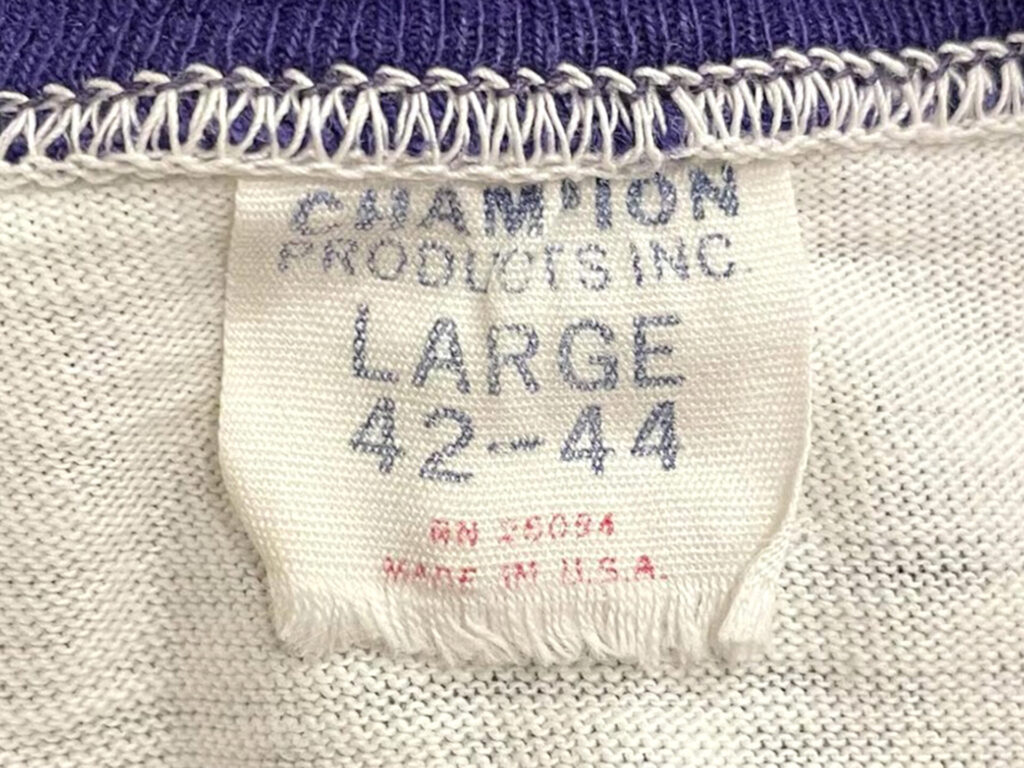 CHAMPION
PRODUCTS INC.
LARGE
42-44
RN 26094
MADE IN U.S.A.